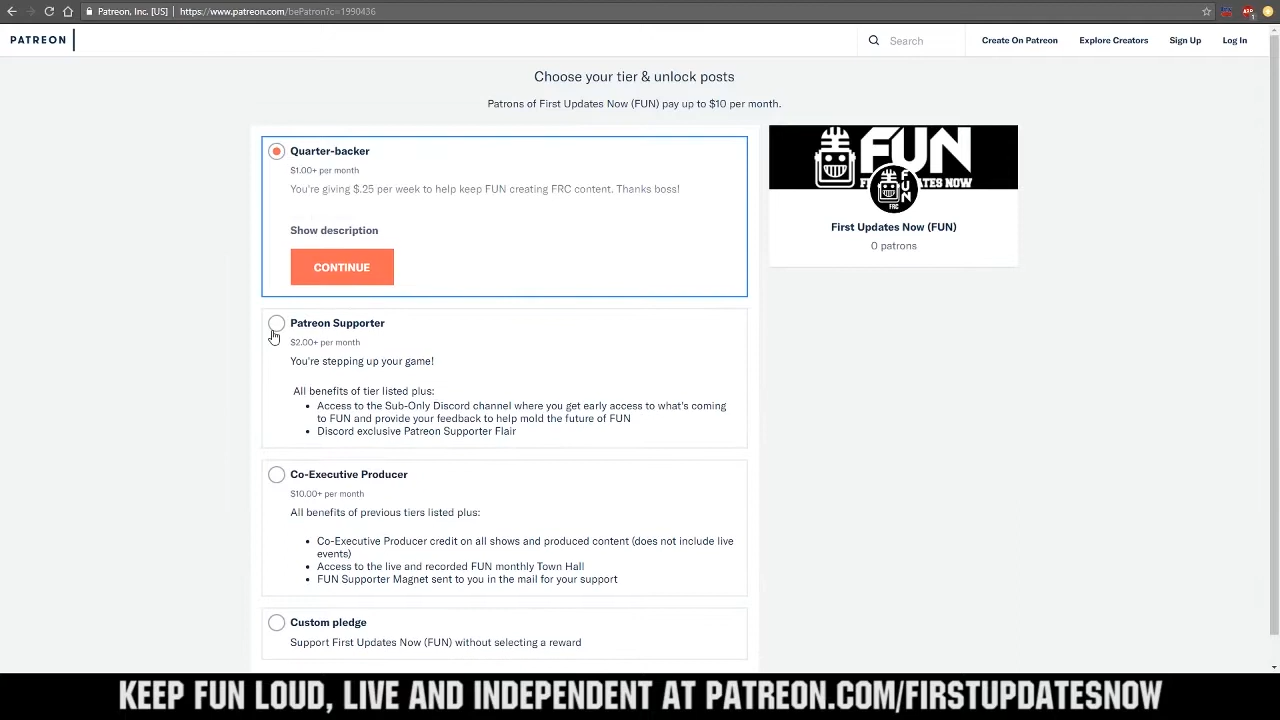 Patreon, Inc. [US] | https://www.patreon.com/bePatron?c=1990436
PATREON
Search
Create On Patreon
Explore Creators
Sign Up
Log In
Choose your tier & unlock posts
Patrons of First Updates Now (FUN) pay up to $10 per month.
Quarter-backer
$1.00+ per month
You're giving $.25 per week to help keep FUN creating FRC content. Thanks boss!
Show description
CONTINUE
Patreon Supporter
$2.00+ per month
You're stepping up your game!
All benefits of tier listed plus:
• Access to the Sub-Only Discord channel where you get early access to what's coming
to FUN and provide your feedback to help mold the future of FUN
• Discord exclusive Patreon Supporter Flair
Co-Executive Producer
$10.00+ per month
All benefits of previous tiers listed plus:
• Co-Executive Producer credit on all shows and produced content (does not include live
events)
• Access to the live and recorded FUN monthly Town Hall
• FUN Supporter Magnet sent to you in the mail for your support
Custom pledge
Support First Updates Now (FUN) without selecting a reward
FUN
FUN
FRC
First Updates Now (FUN)
0 patrons
KEEP FUN LOUD, LIVE AND INDEPENDENT AT PATREON.COM/FIRSTUPDATESNOW